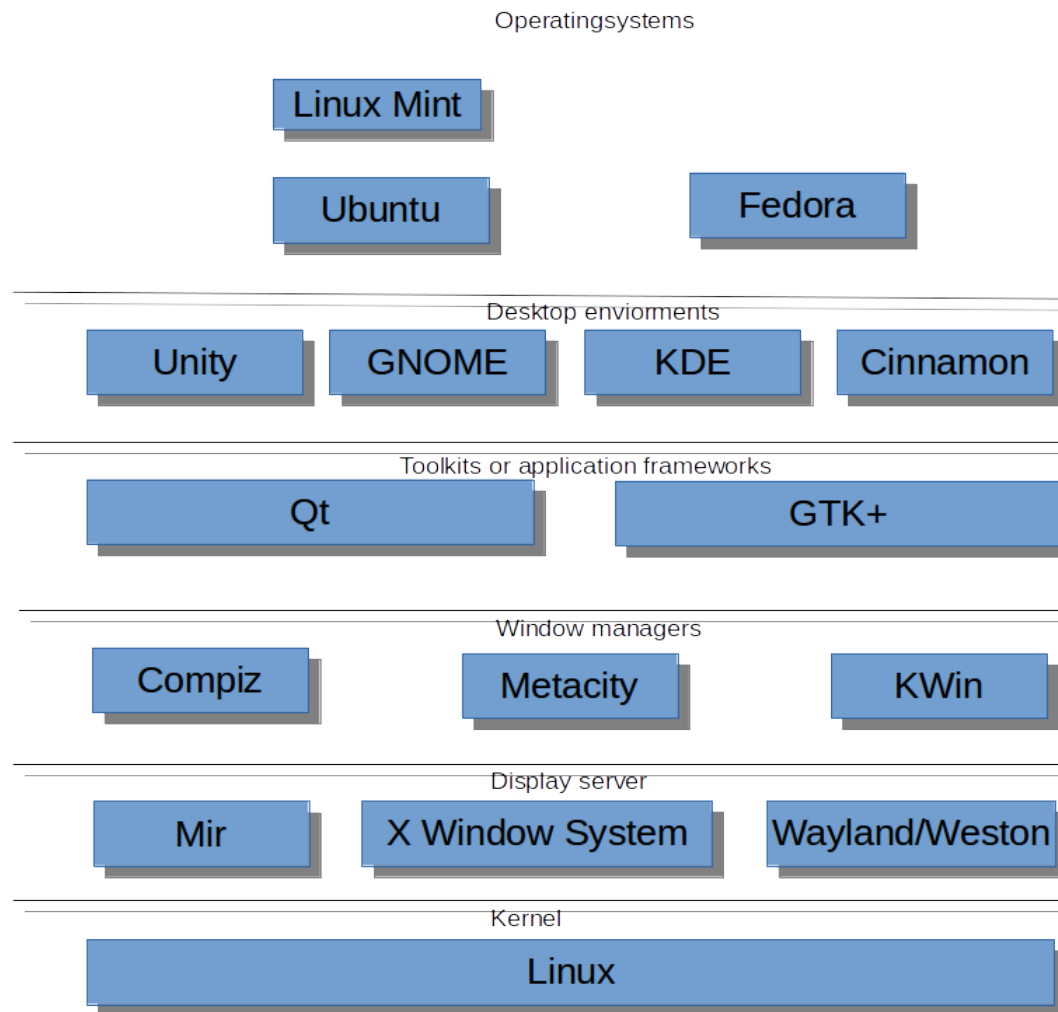 Operatingsystems
Linux Mint
Ubuntu
Fedora
Desktop enviorments
Unity
GNOME
KDE
Cinnamon
Toolkits or application frameworks
Qt
GTK+
Window managers
Compiz
Metacity
KWin
Display server
Mir
X Window System
Wayland/Weston
Kernel
Linux